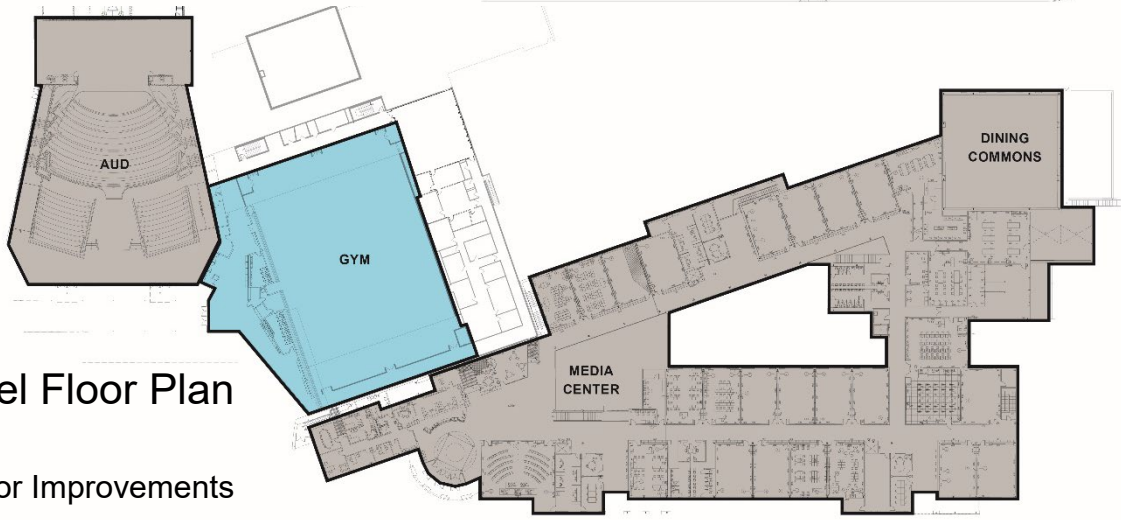 AUD
GYM
DINING
COMMONS
MEDIA
CENTER
el Floor Plan
or Improvements